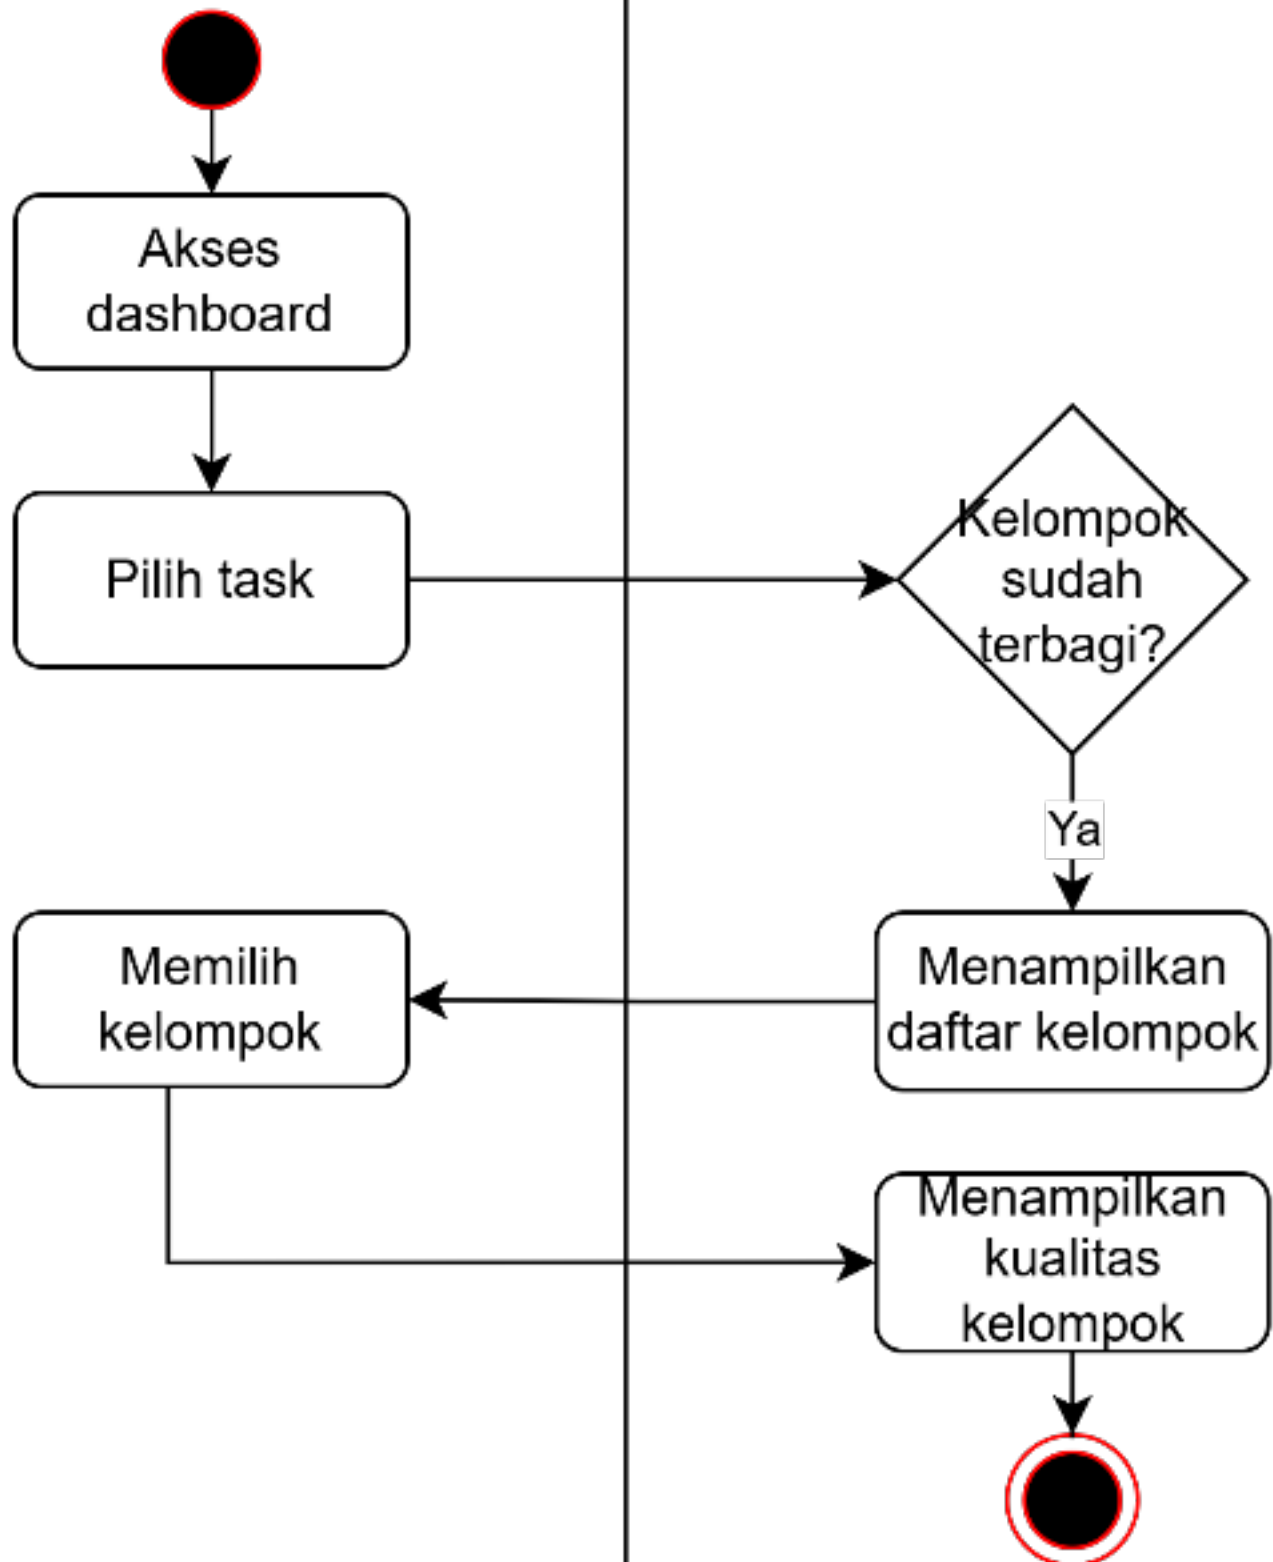 Akses
dashboard
Pilih task
Kelompok
sudah
terbagi?
Ya
Menampilkan
daftar kelompok
Memilih
kelompok
Menampilkan
kualitas
kelompok